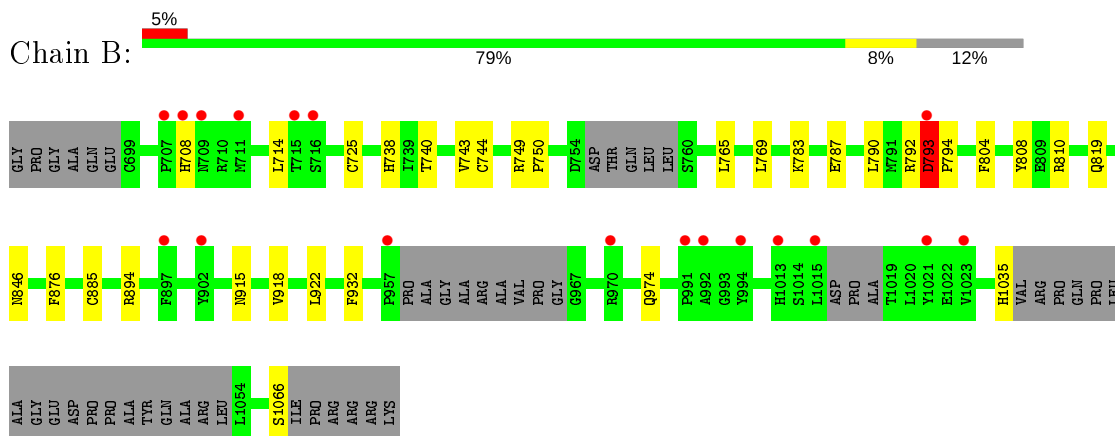 5%
Chain B:
79% 8% 12%
GLY PRO GLY ALA GLN GLU C699 P707 H708 N709 R710 M711 L714 T715 S716 C725 H738 I739 T740 V743 C744 R749 P750 D754 ASP THR GLN LEU LEU S760 L765 L769 K783 E787 L790 M791 R792 D793 P794 F804 Y808 E809 R810 Q819
N846 F876 C885 R894 F897 Y902 N915 V918 L922 F932 P957 PRO ALA GLY ALA ARG ALA VAL PRO GLY G967 R970 Q974 P991 A992 G993 Y994 H1013 S1014 L1015 ASP PRO ALA T1019 L1020 Y1021 E1022 V1023 H1035 VAL ARG PRO GLN PRO LEU
ALA GLY GLU ASP PRO PRO ALA TYR GLN ALA ARG LEU L1054 S1066 ILE PRO ARG ARG ARG LYS